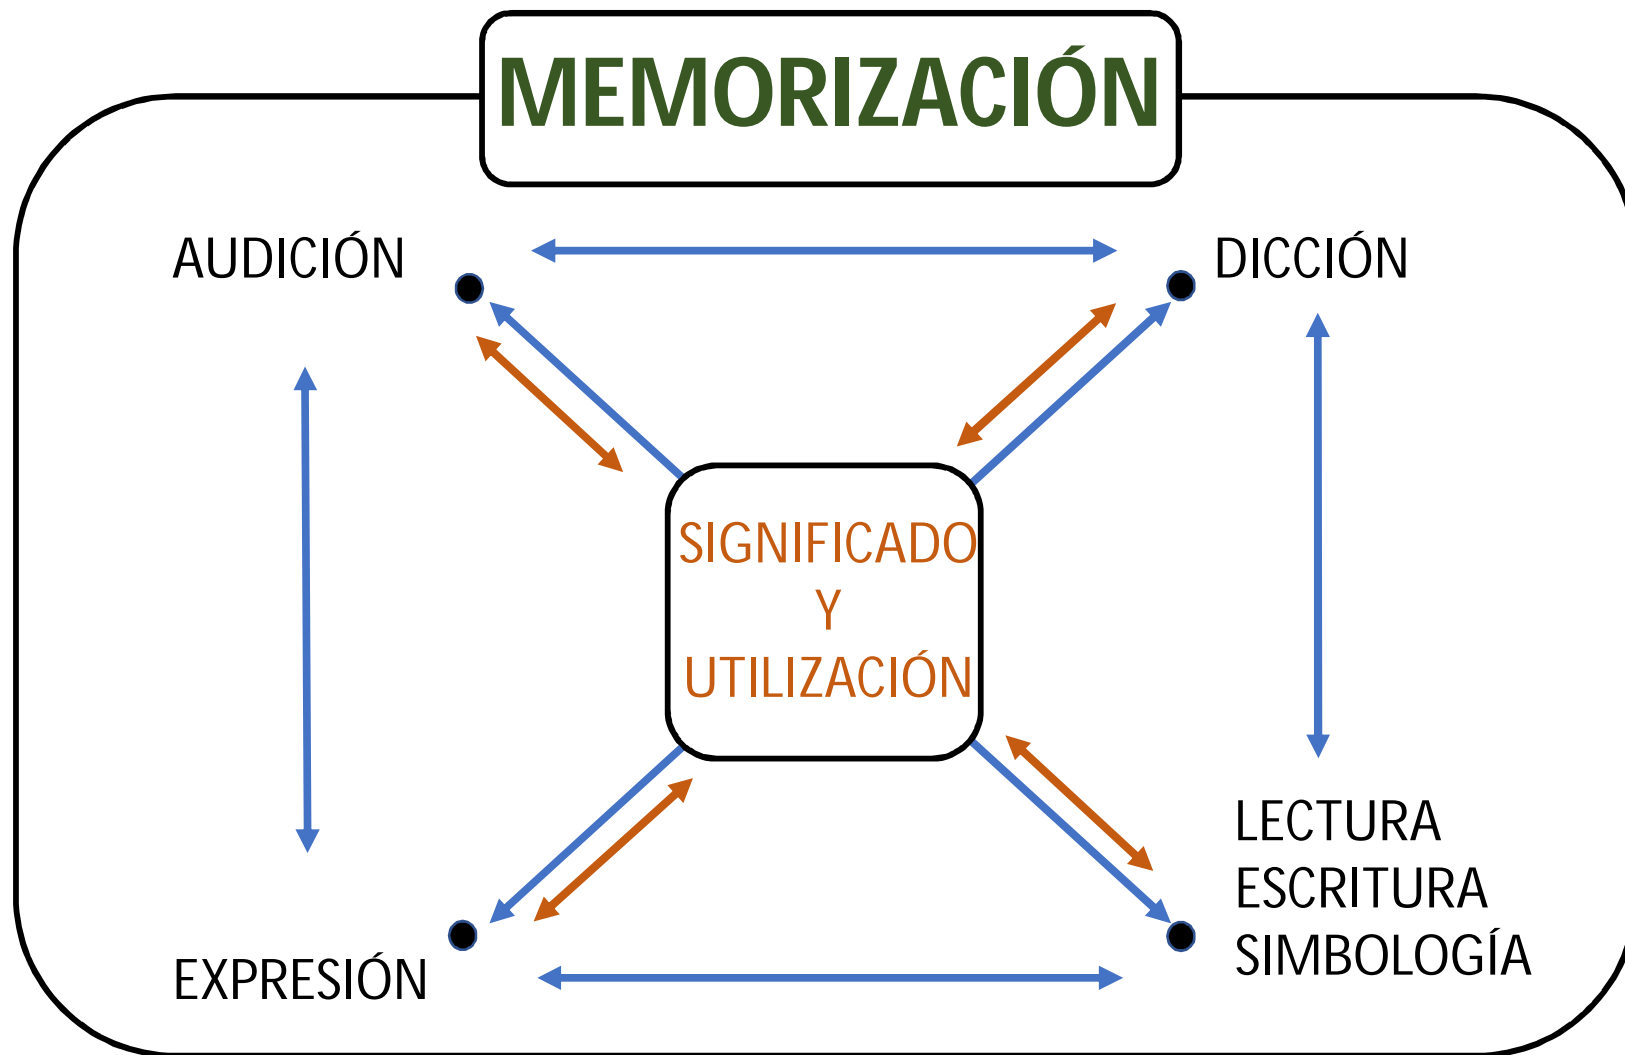 MEMORIZACIÓN
AUDICIÓN
DICCIÓN
SIGNIFICADO
Y
UTILIZACIÓN
LECTURA
ESCRITURA
SIMBOLOGÍA
EXPRESIÓN